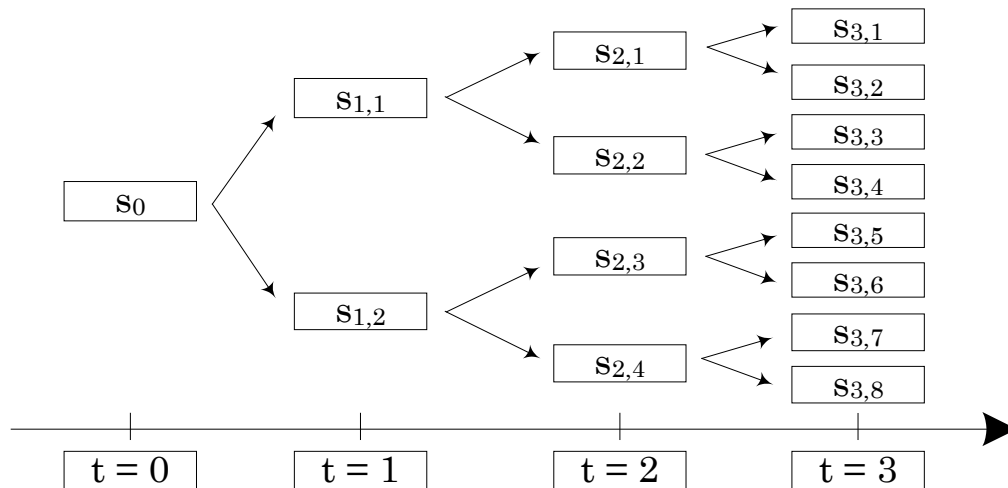 s0
s1,1
s1,2
s2,1
s2,2
s2,3
s2,4
s3,1
s3,2
s3,3
s3,4
s3,5
s3,6
s3,7
s3,8
t = 0
t = 1
t = 2
t = 3